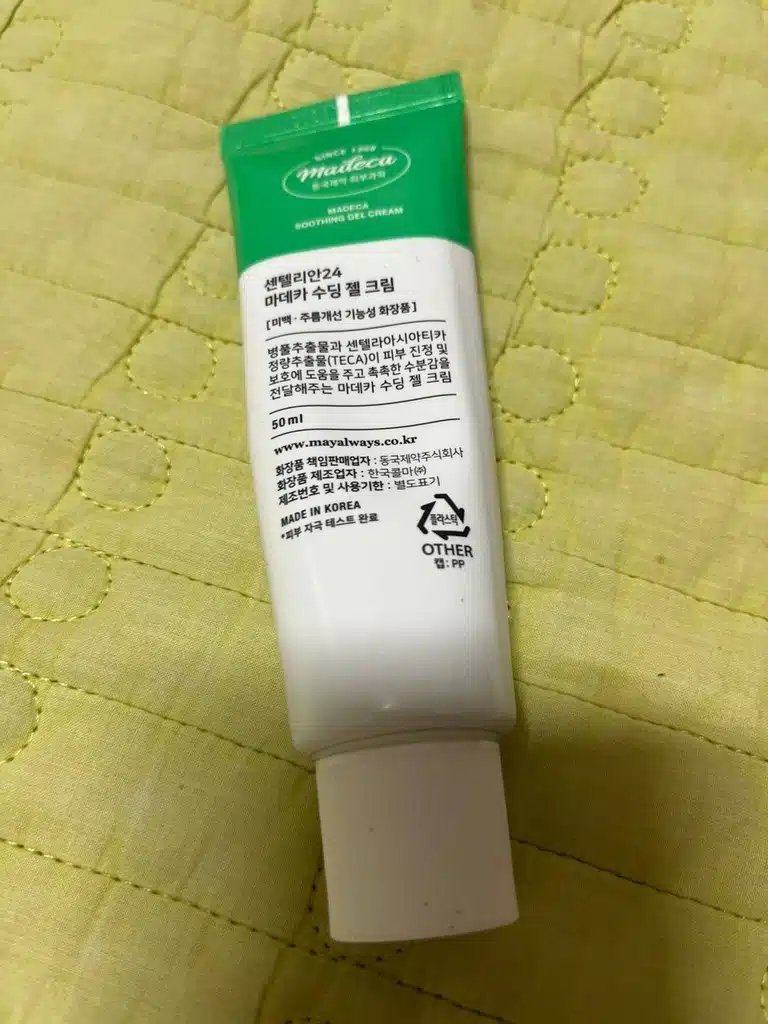 SINCE 1968
Madeca
동국제약 피부과학
MADECA
SOOTHING GEL CREAM
센텔리안24
마데카 수딩 젤 크림
[미백·주름개선 기능성 화장품]
병풀추출물과 센텔라아시아티카
정량추출물(TECA)이 피부 진정 및
보호에 도움을 주고 촉촉한 수분감을
전달해주는 마데카 수딩 젤 크림
50ml
www.mayalways.co.kr
화장품 책임판매업자 : 동국제약주식회사
화장품 제조업자 : 한국콜마㈜
제조번호 및 사용기한 : 별도표기
MADE IN KOREA
*피부 자극 테스트 완료
플라스틱
OTHER
캡: PP